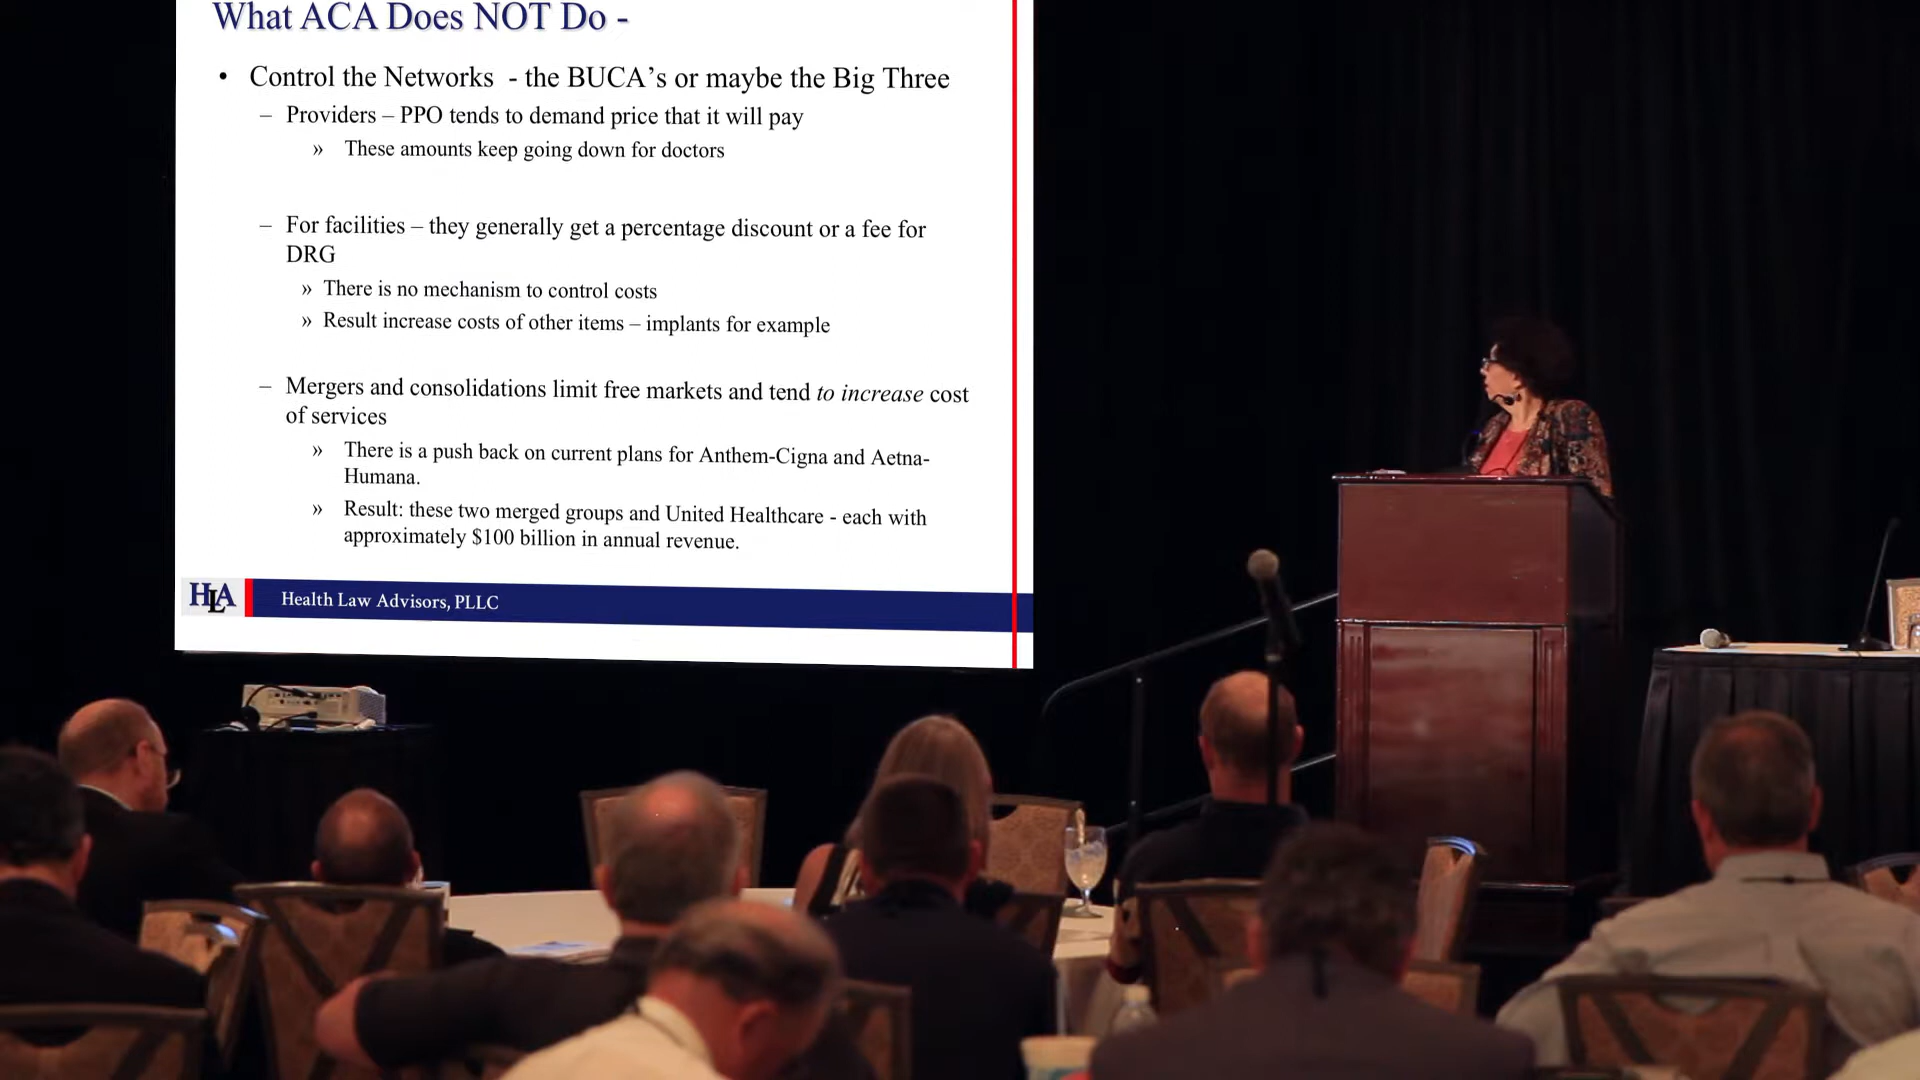 What ACA Does NOT Do -
• Control the Networks - the BUCA's or maybe the Big Three
– Providers – PPO tends to demand price that it will pay
» These amounts keep going down for doctors
– For facilities – they generally get a percentage discount or a fee for
DRG
» There is no mechanism to control costs
» Result increase costs of other items – implants for example
– Mergers and consolidations limit free markets and tend to increase cost
of services
» There is a push back on current plans for Anthem-Cigna and Aetna-
Humana.
» Result: these two merged groups and United Healthcare - each with
approximately $100 billion in annual revenue.
HLA
Health Law Advisors, PLLC